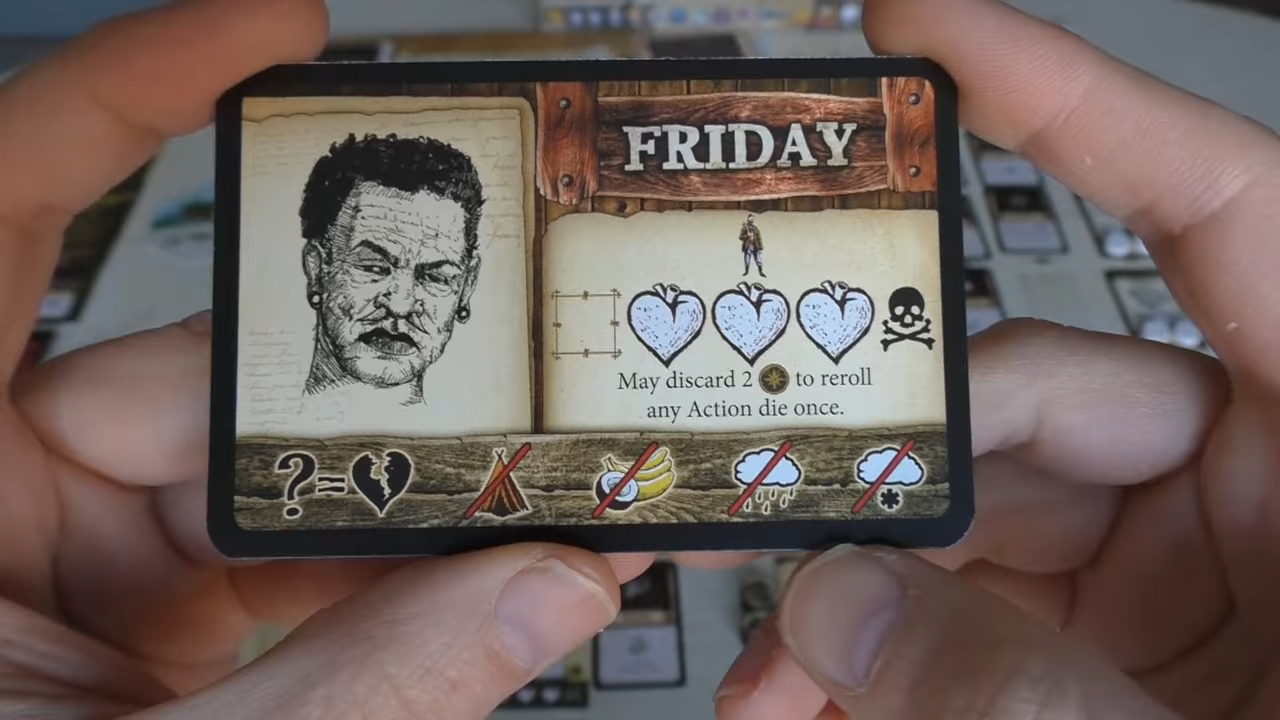 FRIDAY
May discard 2 to reroll
any Action die once.
? =